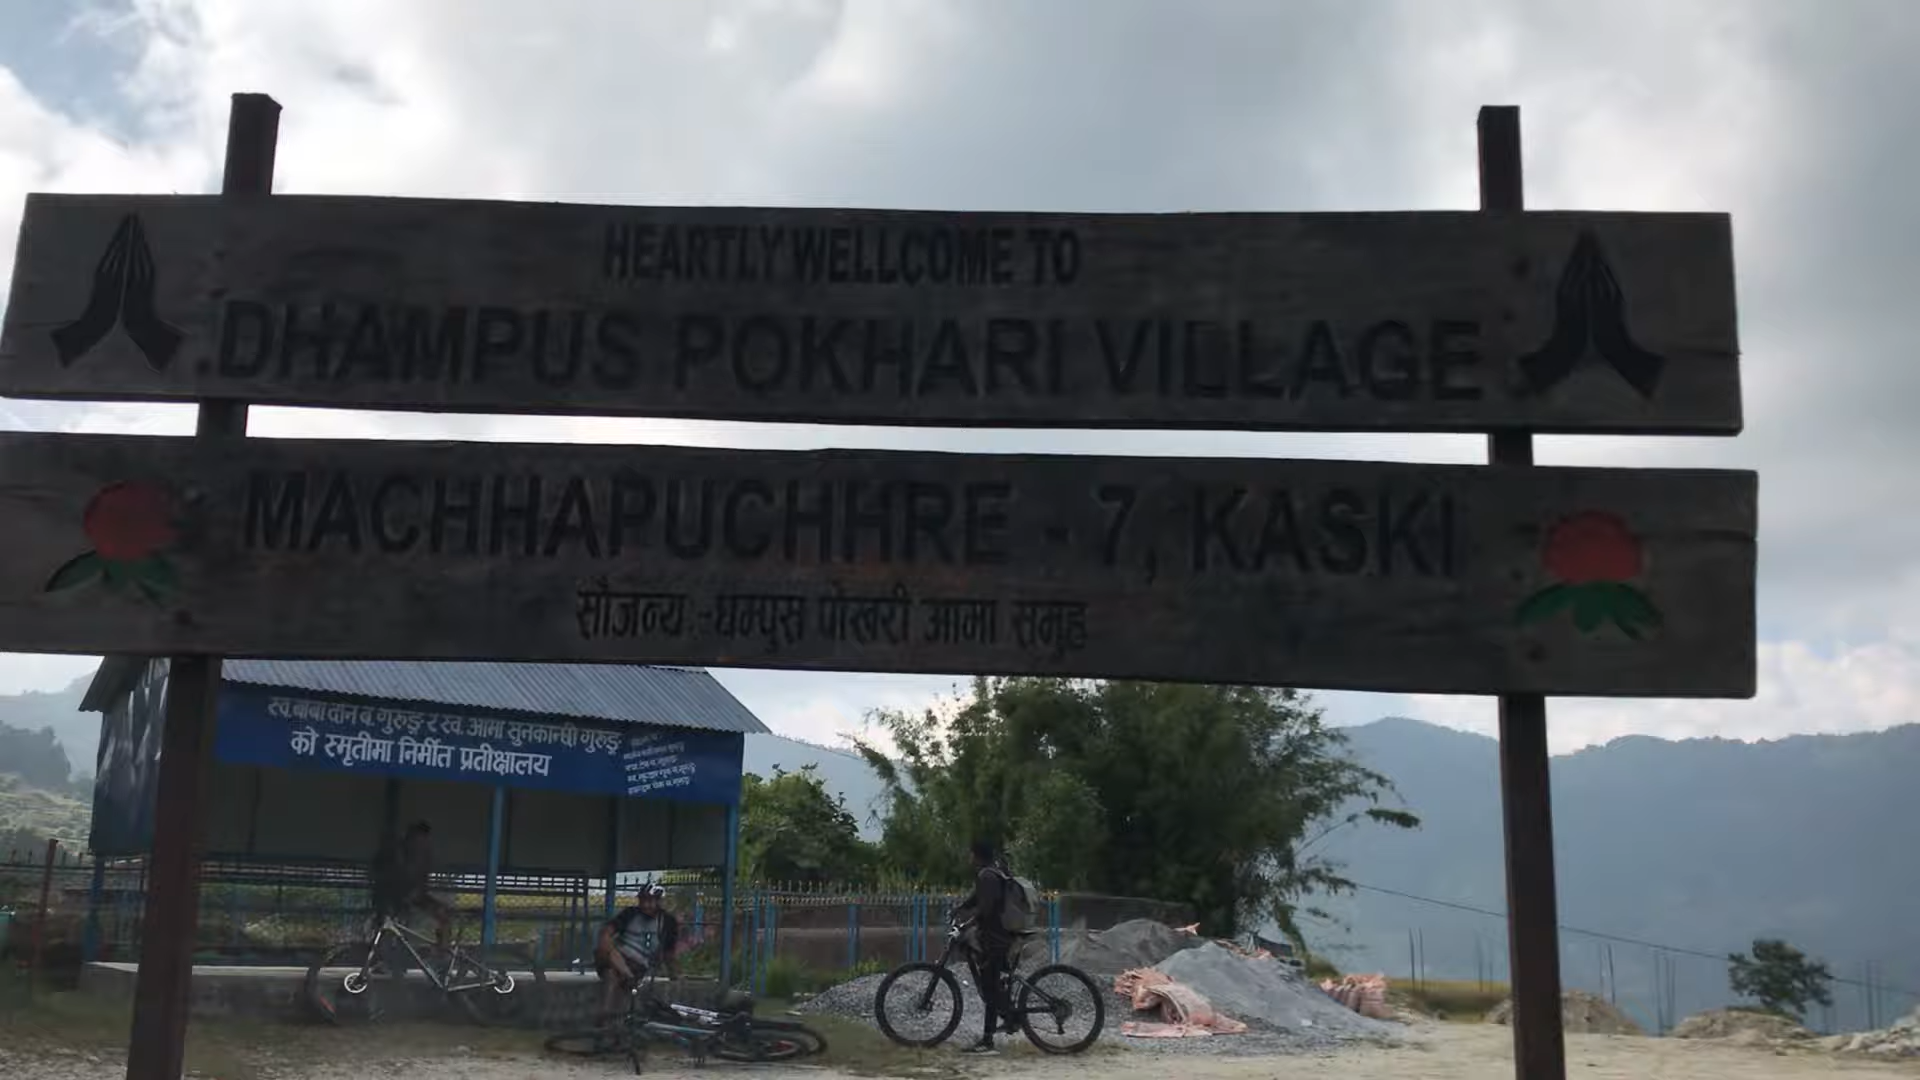 HEARTLY WELLCOME TO
DHAMPUS POKHARI VILLAGE
MACHHAPUCHHRE - 7, KASKI
सौजन्य :-धम्पुस पोखरी आमा समुह
स्व. बाबा दान ब. गुरुङ र स्व. आमा सुनकान्छी गुरुङ
को स्मृतीमा निर्मीत प्रतीक्षालय